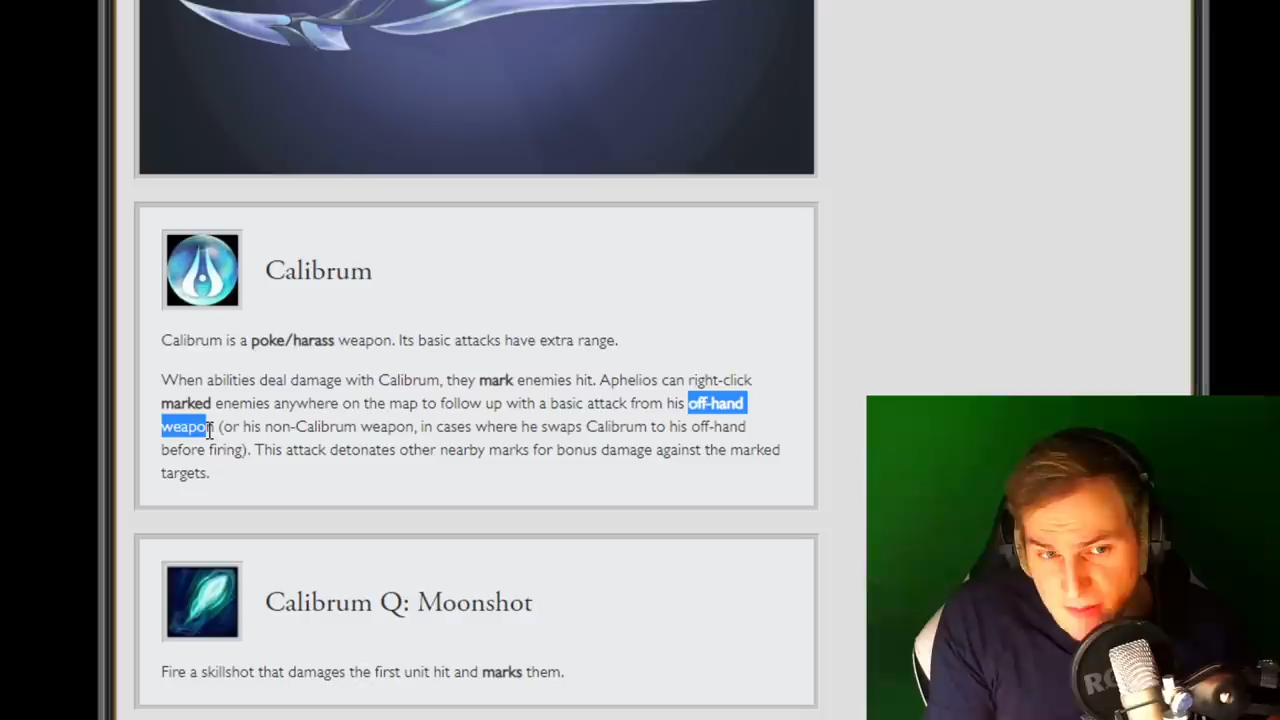 Calibrum
Calibrum is a poke/harass weapon. Its basic attacks have extra range.
When abilities deal damage with Calibrum, they mark enemies hit. Aphelios can right-click
marked enemies anywhere on the map to follow up with a basic attack from his off-hand
weapon (or his non-Calibrum weapon, in cases where he swaps Calibrum to his off-hand
before firing). This attack detonates other nearby marks for bonus damage against the marked
targets.
Calibrum Q: Moonshot
Fire a skillshot that damages the first unit hit and marks them.